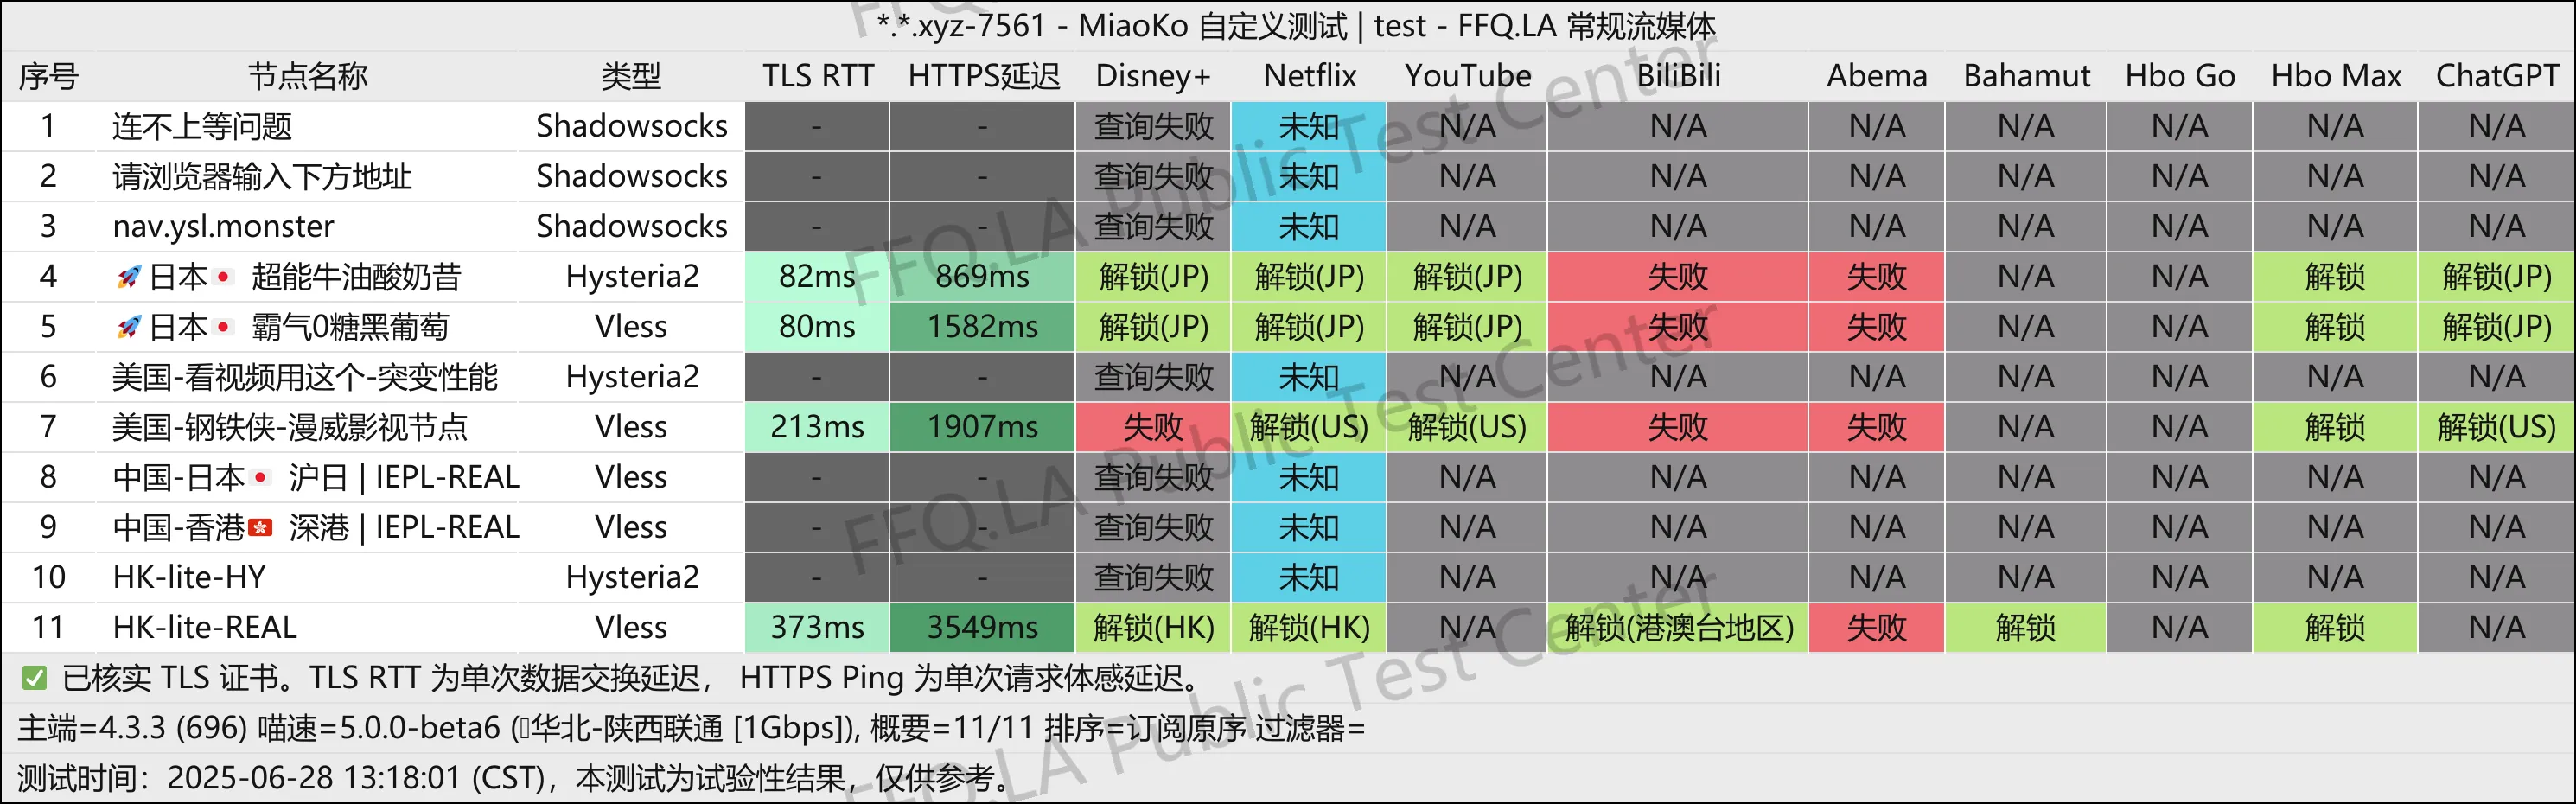 *.*.xyz-7561 - MiaoKo 自定义测试 | test - FFQ.LA 常规流媒体
序号 节点名称 类型 TLS RTT HTTPS延迟 Disney+ Netflix YouTube BiliBili Abema Bahamut Hbo Go Hbo Max ChatGPT
1 连不上等问题 Shadowsocks - - 查询失败 未知 N/A N/A N/A N/A N/A N/A N/A
2 请浏览器输入下方地址 Shadowsocks - - 查询失败 未知 N/A N/A N/A N/A N/A N/A N/A
3 nav.ysl.monster Shadowsocks - - 查询失败 未知 N/A N/A N/A N/A N/A N/A N/A
4 🚀日本🇯🇵 超能牛油酸奶昔 Hysteria2 82ms 869ms 解锁(JP) 解锁(JP) 解锁(JP) 失败 失败 N/A N/A 解锁 解锁(JP)
5 🚀日本🇯🇵 霸气0糖黑葡萄 Vless 80ms 1582ms 解锁(JP) 解锁(JP) 解锁(JP) 失败 失败 N/A N/A 解锁 解锁(JP)
6 美国-看视频用这个-突变性能 Hysteria2 - - 查询失败 未知 N/A N/A N/A N/A N/A N/A N/A
7 美国-钢铁侠-漫威影视节点 Vless 213ms 1907ms 失败 解锁(US) 解锁(US) 失败 失败 N/A N/A 解锁 解锁(US)
8 中国-日本🇯🇵 沪日 | IEPL-REAL Vless - - 查询失败 未知 N/A N/A N/A N/A N/A N/A N/A
9 中国-香港🇭🇰 深港 | IEPL-REAL Vless - - 查询失败 未知 N/A N/A N/A N/A N/A N/A N/A
10 HK-lite-HY Hysteria2 - - 查询失败 未知 N/A N/A N/A N/A N/A N/A N/A
11 HK-lite-REAL Vless 373ms 3549ms 解锁(HK) 解锁(HK) N/A 解锁(港澳台地区) 失败 解锁 N/A 解锁 N/A
✅ 已核实 TLS 证书。TLS RTT 为单次数据交换延迟， HTTPS Ping 为单次请求体感延迟。
主端=4.3.3 (696) 喵速=5.0.0-beta6 (▯华北-陕西联通 [1Gbps]), 概要=11/11 排序=订阅原序 过滤器=
测试时间：2025-06-28 13:18:01 (CST)，本测试为试验性结果，仅供参考。
FFQ.LA Public Test Center
FFQ.LA Public Test Center
FFQ.LA Public Test Center